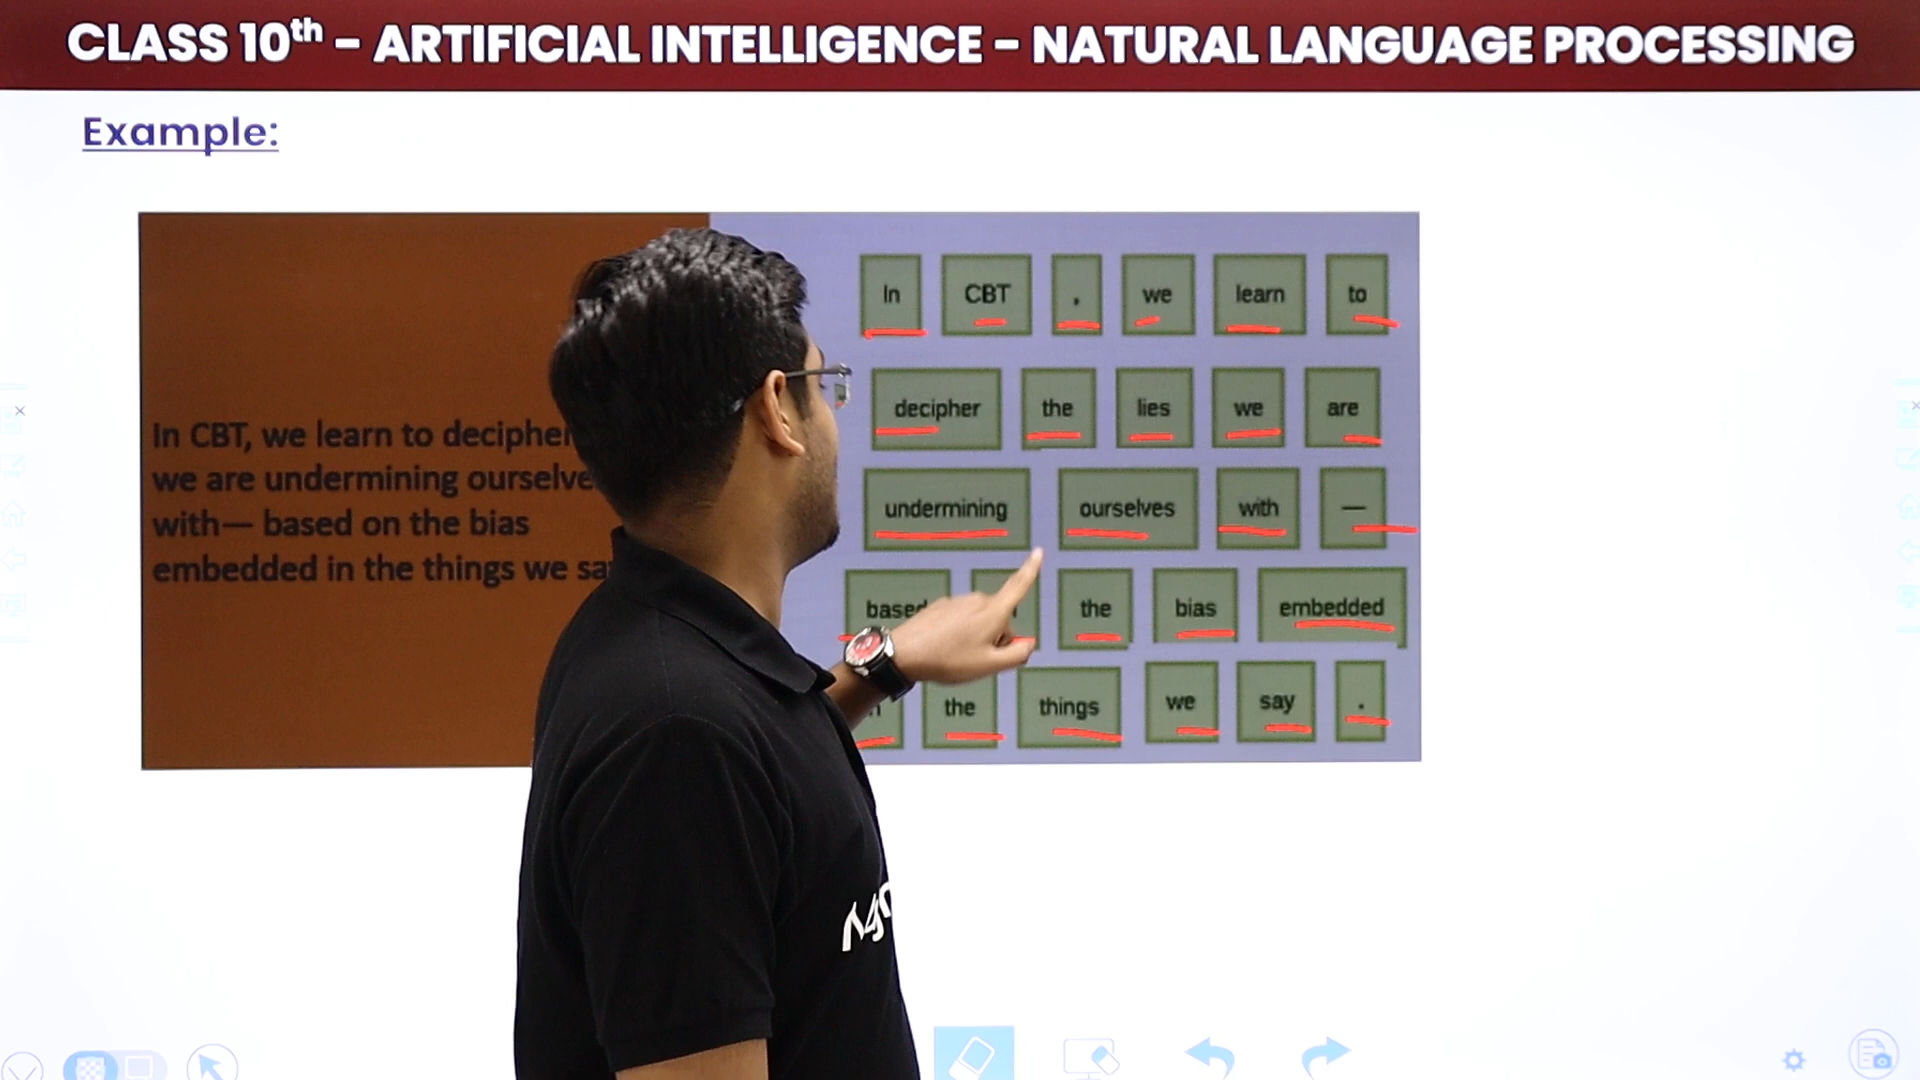 CLASS 10th – ARTIFICIAL INTELLIGENCE – NATURAL LANGUAGE PROCESSING
Example:
In CBT, we learn to decipher
we are undermining ourselve
with— based on the bias
embedded in the things we sa
In CBT , we learn to
decipher the lies we are
undermining ourselves with —
based the bias embedded
the things we say .